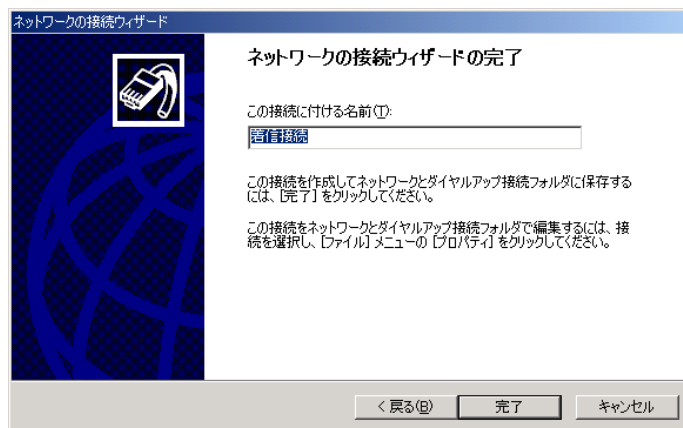 ネットワークの接続ウィザード
ネットワークの接続ウィザードの完了
この接続に付ける名前(T):
着信接続
この接続を作成してネットワークとダイヤルアップ接続フォルダに保存する
には、[完了] をクリックしてください。
この接続をネットワークとダイヤルアップ接続フォルダで編集するには、接
続を選択し、[ファイル] メニューの [プロパティ] をクリックしてください。
< 戻る(B) 完了 キャンセル